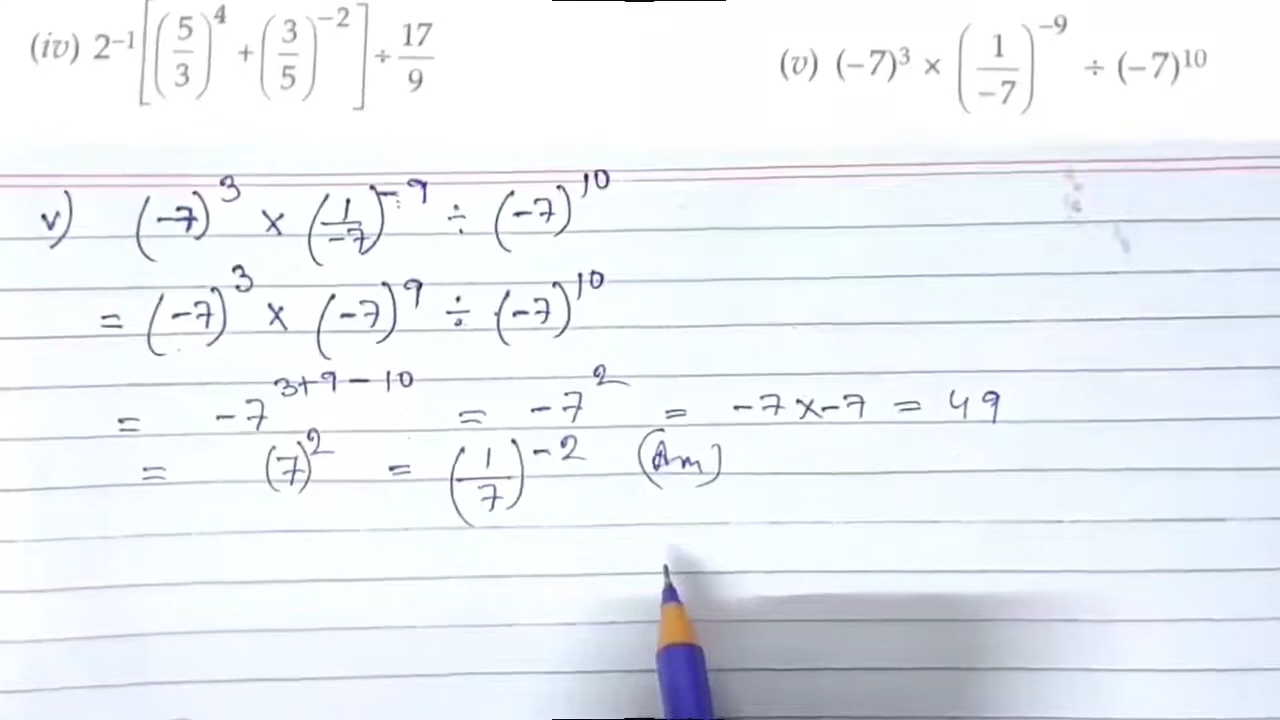 (iv) 2⁻¹[(5/3)⁴ + (3/5)⁻²] ÷ 17/9
(v) (−7)³ × (1/−7)⁻⁹ ÷ (−7)¹⁰
v) (−7)³ × (1/−7)⁻⁹ ÷ (−7)¹⁰
= (−7)³ × (−7)⁹ ÷ (−7)¹⁰
= −7³⁺⁹⁻¹⁰ = −7² = −7×−7 = 49
= (7)² = (1/7)⁻² (Ans)